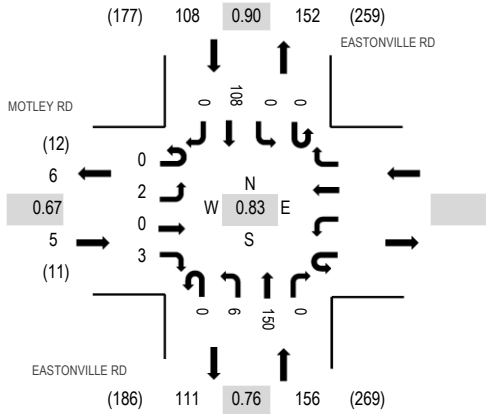 (177) 108 0.90 152 (259)
EASTONVILLE RD
0 108 0 0
MOTLEY RD
(12)
6
0
2
N
0.67
W 0.83 E
0
S
5
3
(11)
0 6 150 0
EASTONVILLE RD
(186) 111 0.76 156 (269)